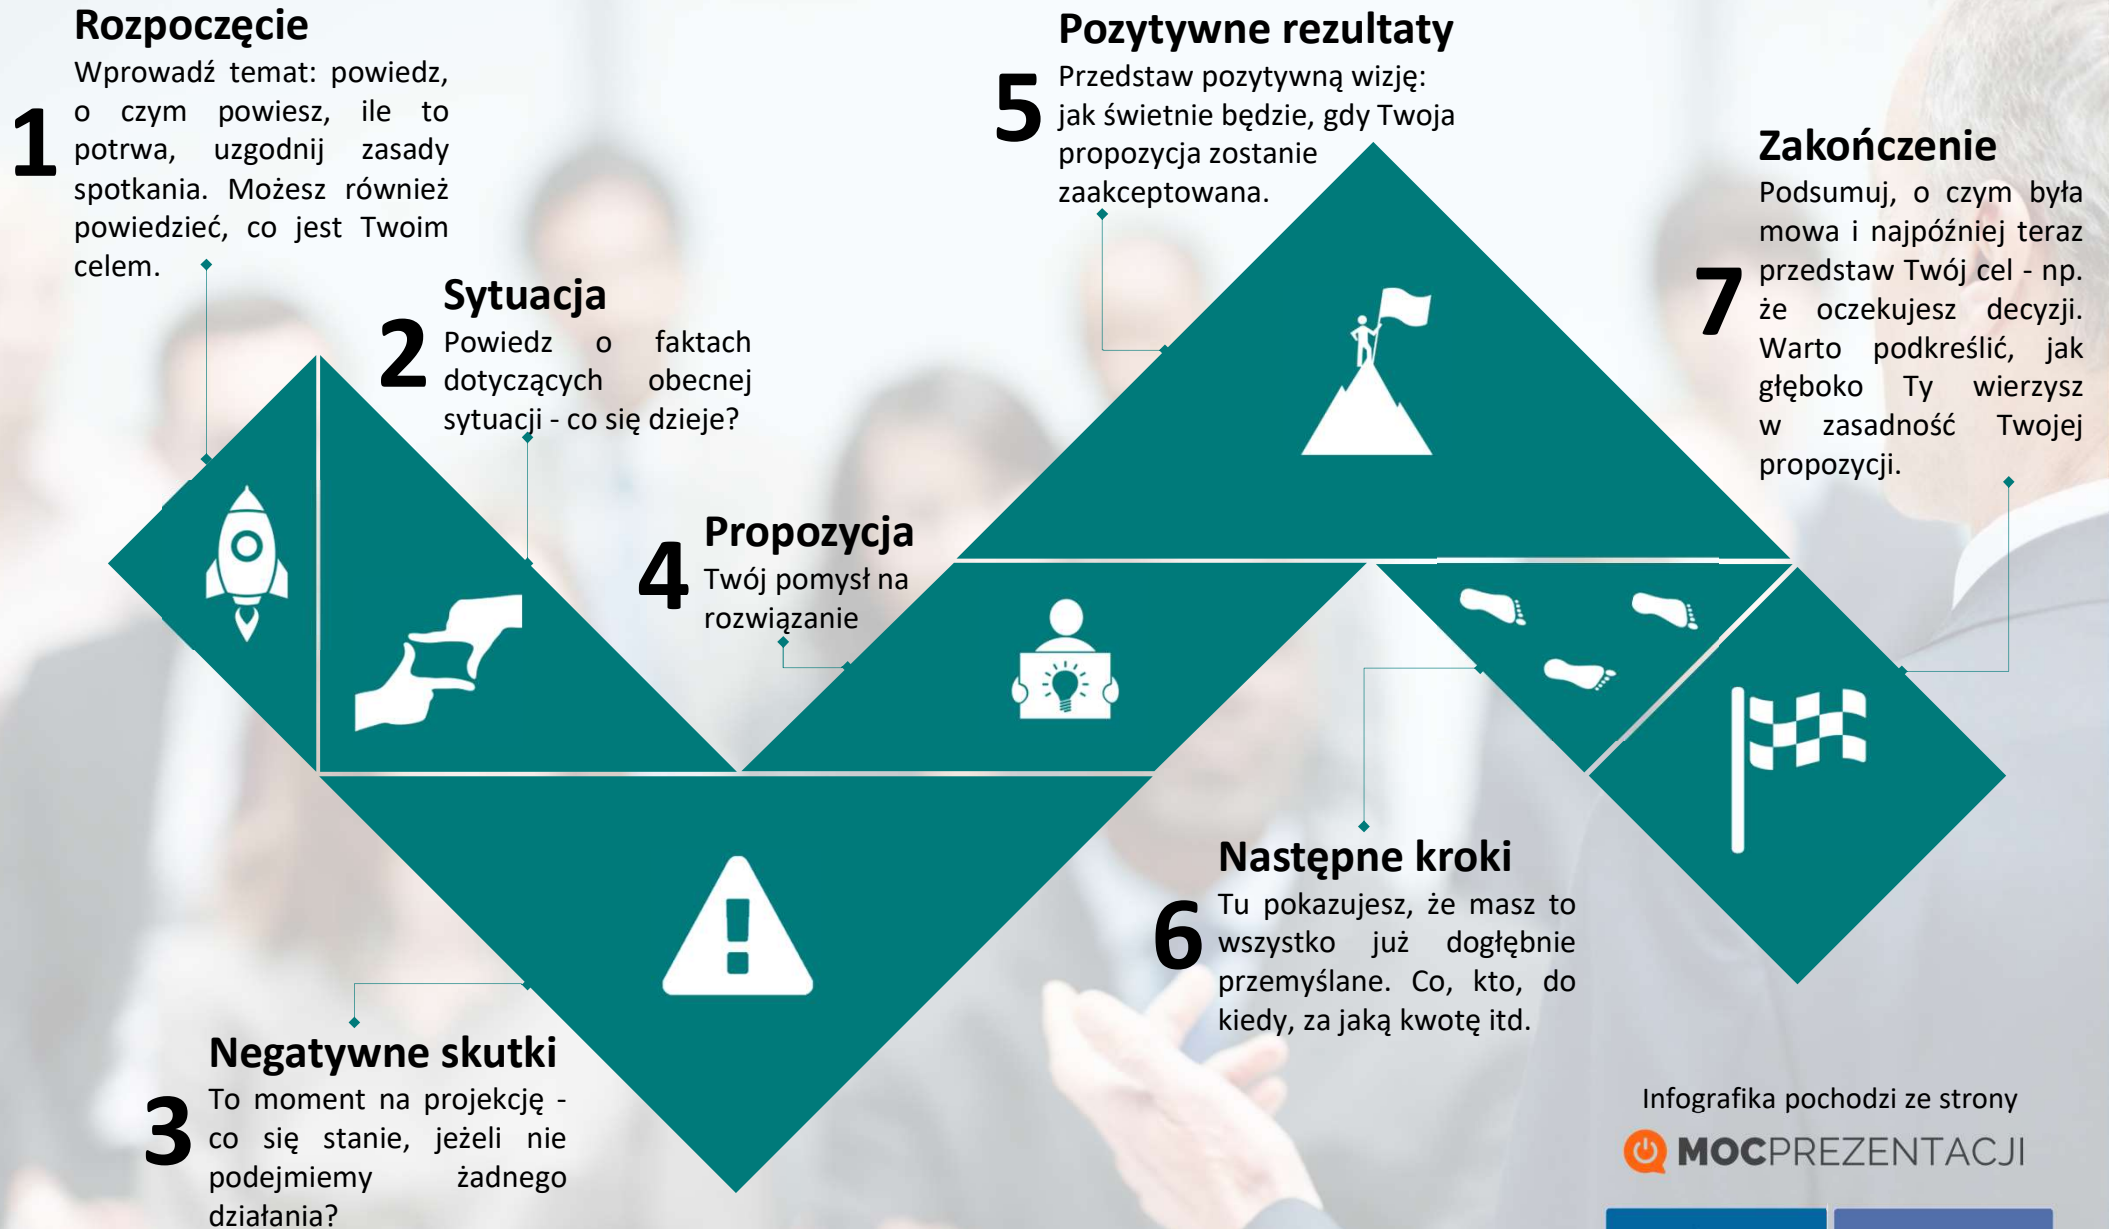 Rozpoczęcie
1
Wprowadź temat: powiedz,
o czym powiesz, ile to
potrwa, uzgodnij zasady
spotkania. Możesz również
powiedzieć, co jest Twoim
celem.
2
Sytuacja
Powiedz o faktach
dotyczących obecnej
sytuacji - co się dzieje?
3
Negatywne skutki
To moment na projekcję -
co się stanie, jeżeli nie
podejmiemy żadnego
działania?
4
Propozycja
Twój pomysł na
rozwiązanie
5
Pozytywne rezultaty
Przedstaw pozytywną wizję:
jak świetnie będzie, gdy Twoja
propozycja zostanie
zaakceptowana.
6
Następne kroki
Tu pokazujesz, że masz to
wszystko już dogłębnie
przemyślane. Co, kto, do
kiedy, za jaką kwotę itd.
7
Zakończenie
Podsumuj, o czym była
mowa i najpóźniej teraz
przedstaw Twój cel - np.
że oczekujesz decyzji.
Warto podkreślić, jak
głęboko Ty wierzysz
w zasadność Twojej
propozycji.
Infografika pochodzi ze strony
MOCPREZENTACJI